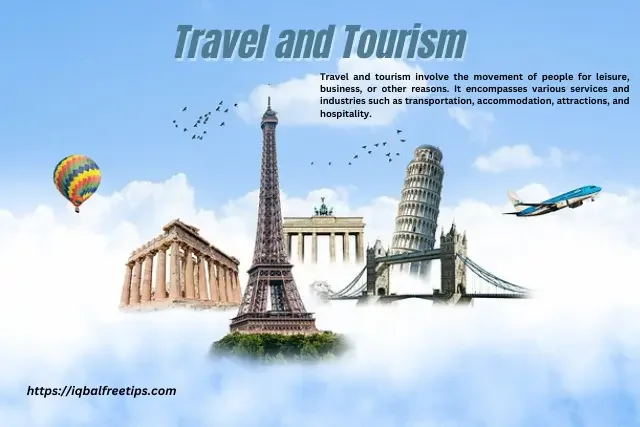 Travel and Tourism
Travel and tourism involve the movement of people for leisure,
business, or other reasons. It encompasses various services and
industries such as transportation, accommodation, attractions, and
hospitality.
https://iqbalfreetips.com